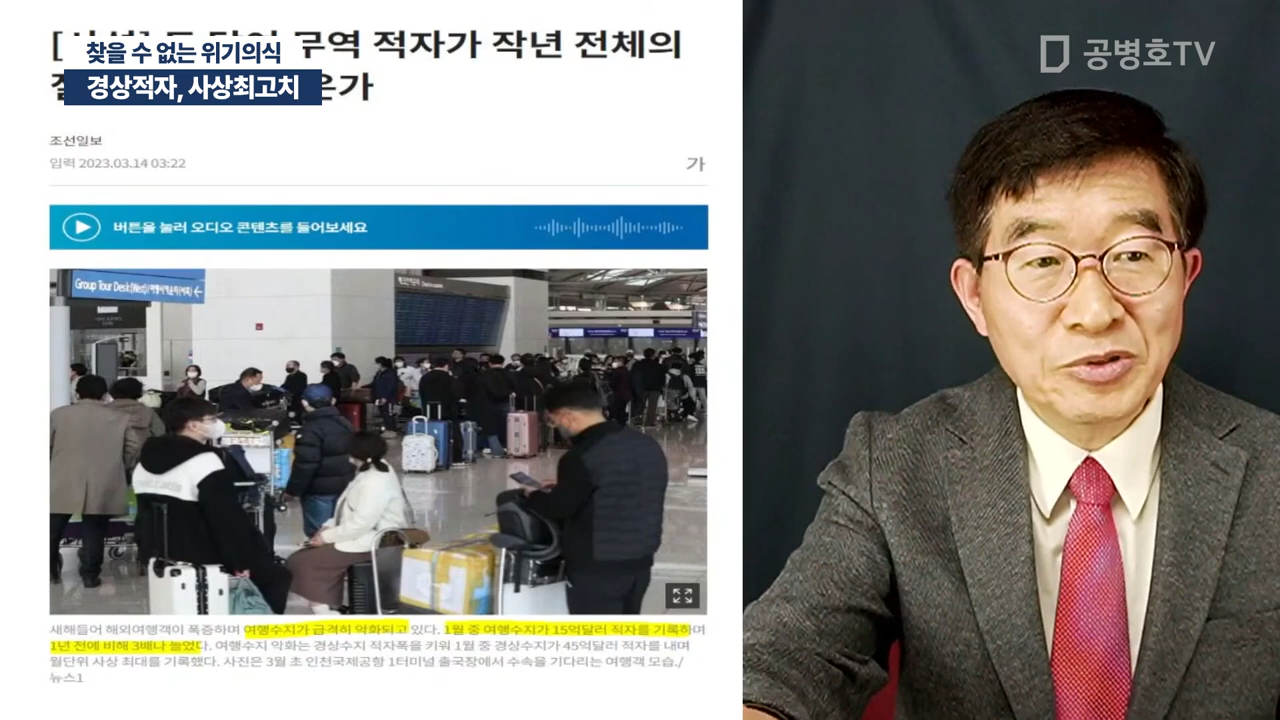 찾을 수 없는 위기의식
무역 적자가 작년 전체의
경상적자, 사상최고치
은가
공병호TV
조선일보
입력 2023.03.14 03:22
가
버튼을 눌러 오디오 콘텐츠를 들어보세요
Group Tour Desk(West)
새해들어 해외여행객이 폭증하며 여행수지가 급격히 악화되고 있다. 1월 중 여행수지가 15억달러 적자를 기록하며
1년 전에 비해 3배나 늘었다. 여행수지 악화는 경상수지 적자폭을 키워 1월 중 경상수지가 45억달러 적자를 내며
월단위 사상 최대를 기록했다. 사진은 3월 초 인천국제공항 1터미널 출국장에서 수속을 기다리는 여행객 모습./
뉴스1